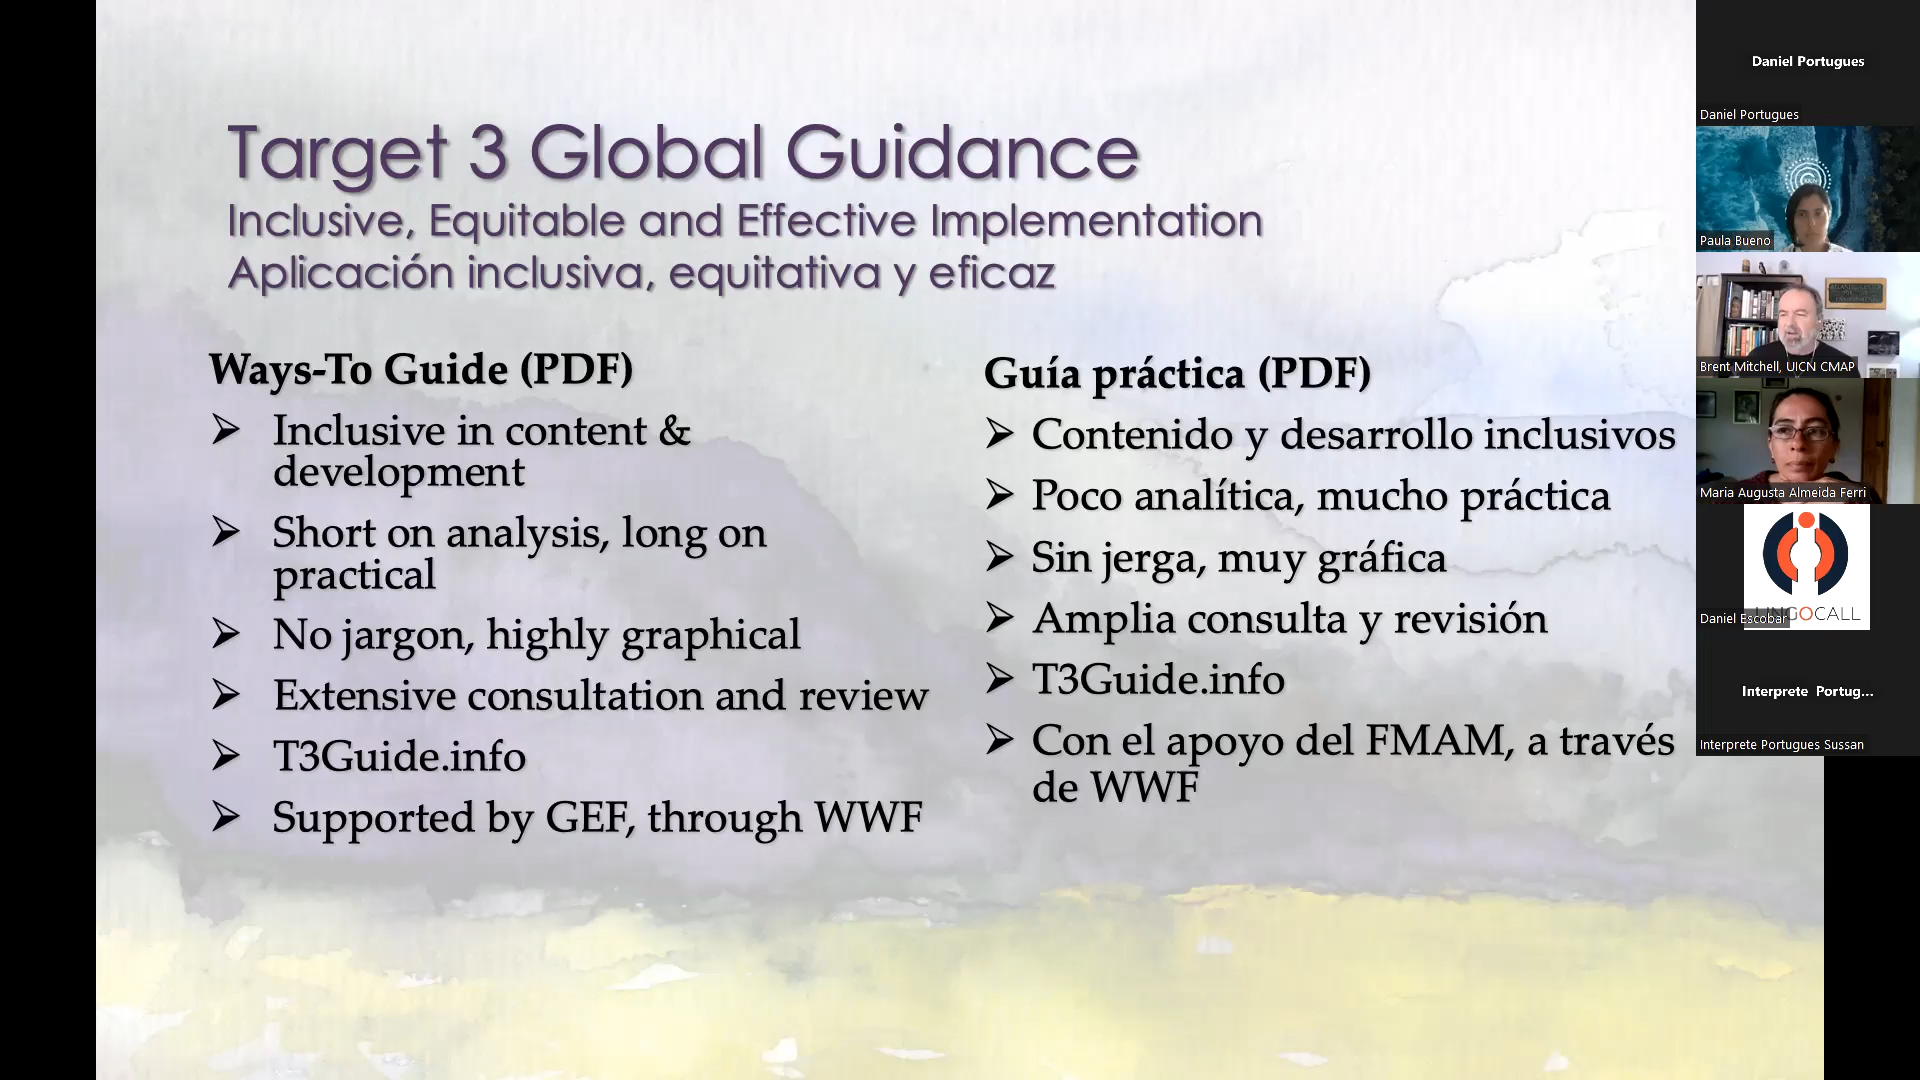 Target 3 Global Guidance
Inclusive, Equitable and Effective Implementation
Aplicación inclusiva, equitativa y eficaz
Ways-To Guide (PDF)
Inclusive in content &
development
Short on analysis, long on
practical
No jargon, highly graphical
Extensive consultation and review
T3Guide.info
Supported by GEF, through WWF
Guía práctica (PDF)
Contenido y desarrollo inclusivos
Poco analítica, mucho práctica
Sin jerga, muy gráfica
Amplia consulta y revisión
T3Guide.info
Con el apoyo del FMAM, a través
de WWF
Daniel Portugues
Daniel Portugues
Paula Bueno
Brent Mitchell, UICN CMAP
Maria Augusta Almeida Ferri
LINGOCALL
Daniel Escobar
Interprete Portug...
Interprete Portugues Sussan